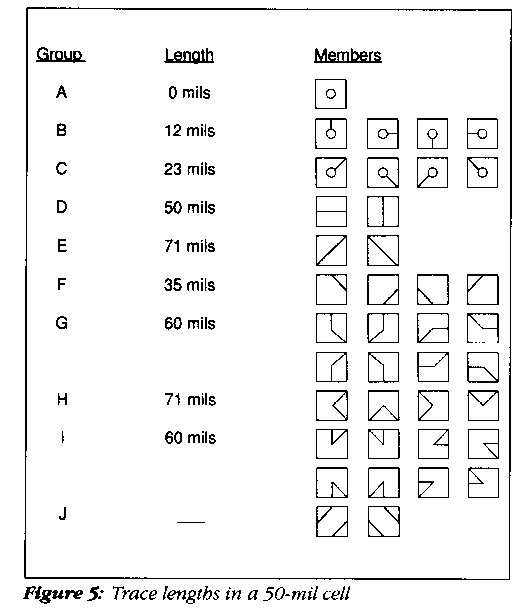 Group Length Members
A 0 mils
B 12 mils
C 23 mils
D 50 mils
E 71 mils
F 35 mils
G 60 mils
H 71 mils
I 60 mils
J —
Figure 5: Trace lengths in a 50-mil cell